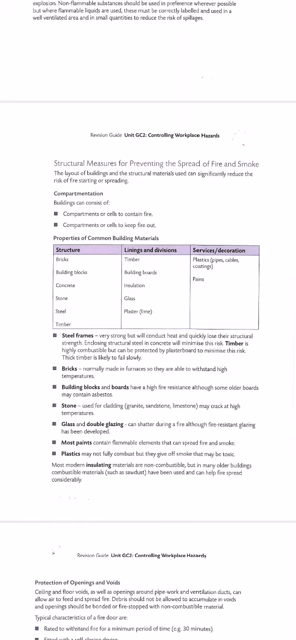 explosion. Non-flammable substances should be used in preference wherever possible
but where flammable liquids are used, these must be correctly labelled and used in a
well ventilated area and in small quantities to reduce the risk of spillages.
Revision Guide Unit GC2: Controlling Workplace Hazards
Structural Measures for Preventing the Spread of Fire and Smoke
The layout of buildings and the structural materials used can significantly reduce the
risk of fire starting or spreading.
Compartmentation
Buildings can consist of:
Compartments or cells to contain fire.
Compartments or cells to keep fire out.
Properties of Common Building Materials
Structure Linings and divisions Services/decoration
Bricks Timber Plastics (pipes, cables,
coatings)
Building blocks Building boards Paints
Concrete Insulation
Stone Glass
Steel Plaster (lime)
Timber
Steel frames – very strong but will conduct heat and quickly lose their structural
strength. Enclosing structural steel in concrete will minimise this risk. Timber is
highly combustible but can be protected by plasterboard to minimise this risk.
Thick timber is likely to fail slowly.
Bricks – normally made in furnaces so they are able to withstand high
temperatures.
Building blocks and boards have a high fire resistance although some older boards
may contain asbestos.
Stone – used for cladding (granite, sandstone, limestone) may crack at high
temperatures.
Glass and double glazing - can shatter during a fire although fire-resistant glazing
has been developed.
Most paints contain flammable elements that can spread fire and smoke.
Plastics may not fully combust but they give off smoke that may be toxic.
Most modern insulating materials are non-combustible, but in many older buildings
combustible materials (such as sawdust) have been used and can help fire spread
considerably.
Revision Guide Unit GC2: Controlling Workplace Hazards
Protection of Openings and Voids
Ceiling and floor voids, as well as openings around pipe-work and ventilation ducts, can
allow air to feed and spread fire. Debris should not be allowed to accumulate in voids
and openings should be bonded or fire-stopped with non-combustible material.
Typical characteristics of a fire door are:
Rated to withstand fire for a minimum period of time (e.g. 30 minutes).